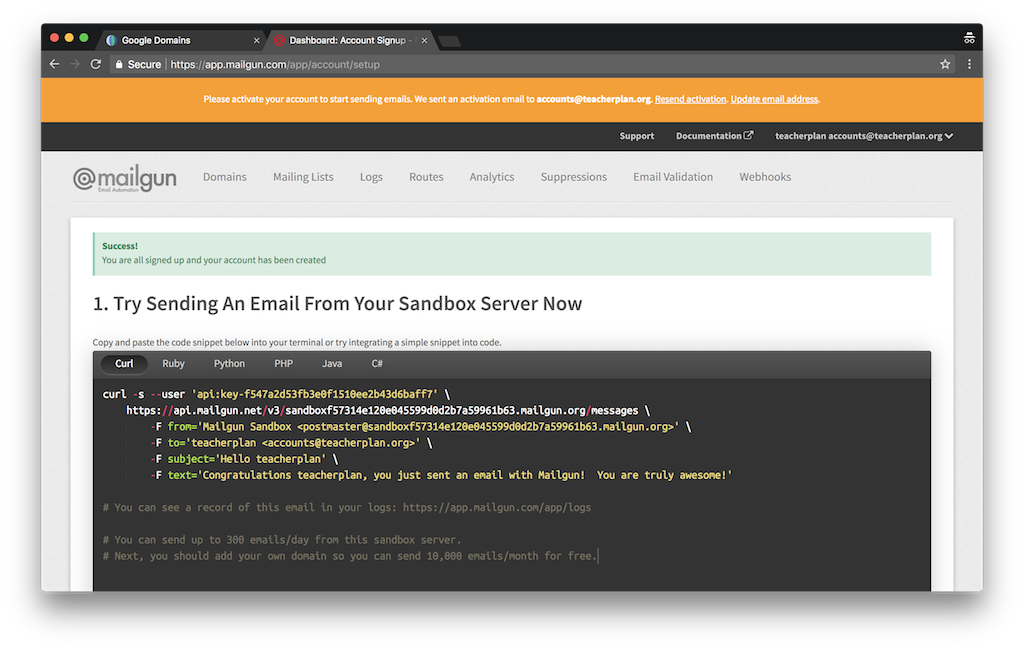 Google Domains
Dashboard: Account Signup -
Secure https://app.mailgun.com/app/account/setup
Please activate your account to start sending emails. We sent an activation email to accounts@teacherplan.org. Resend activation. Update email address.
Support Documentation teacherplan accounts@teacherplan.org
@mailgun
Email Automation
Domains Mailing Lists Logs Routes Analytics Suppressions Email Validation Webhooks
Success!
You are all signed up and your account has been created
1. Try Sending An Email From Your Sandbox Server Now
Copy and paste the code snippet below into your terminal or try integrating a simple snippet into code.
Curl Ruby Python PHP Java C#
curl -s --user 'api:key-f547a2d53fb3e0f1510ee2b43d6baff7' \
https://api.mailgun.net/v3/sandboxf57314e120e045599d0d2b7a59961b63.mailgun.org/messages \
-F from='Mailgun Sandbox <postmaster@sandboxf57314e120e045599d0d2b7a59961b63.mailgun.org>' \
-F to='teacherplan <accounts@teacherplan.org>' \
-F subject='Hello teacherplan' \
-F text='Congratulations teacherplan, you just sent an email with Mailgun!  You are truly awesome!'
# You can see a record of this email in your logs: https://app.mailgun.com/app/logs
# You can send up to 300 emails/day from this sandbox server.
# Next, you should add your own domain so you can send 10,000 emails/month for free.